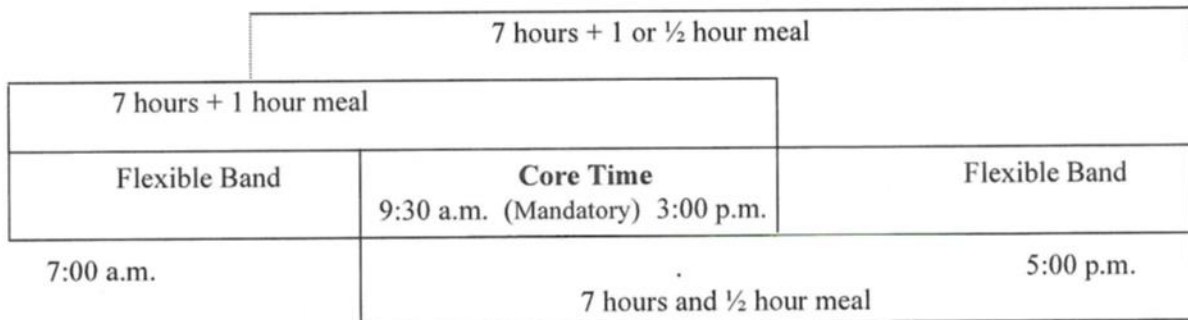 7 hours + 1 or ½ hour meal
7 hours + 1 hour meal
Flexible Band
Core Time
Flexible Band
9:30 a.m. (Mandatory) 3:00 p.m.
7:00 a.m.
5:00 p.m.
7 hours and ½ hour meal